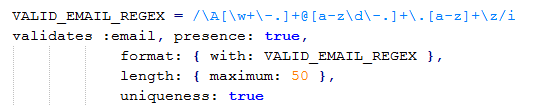 VALID_EMAIL_REGEX = /\A[\w+\-.]+@[a-z\d\-.]+\.[a-z]+\z/i
validates :email, presence: true,
format: { with: VALID_EMAIL_REGEX },
length: { maximum: 50 },
uniqueness: true